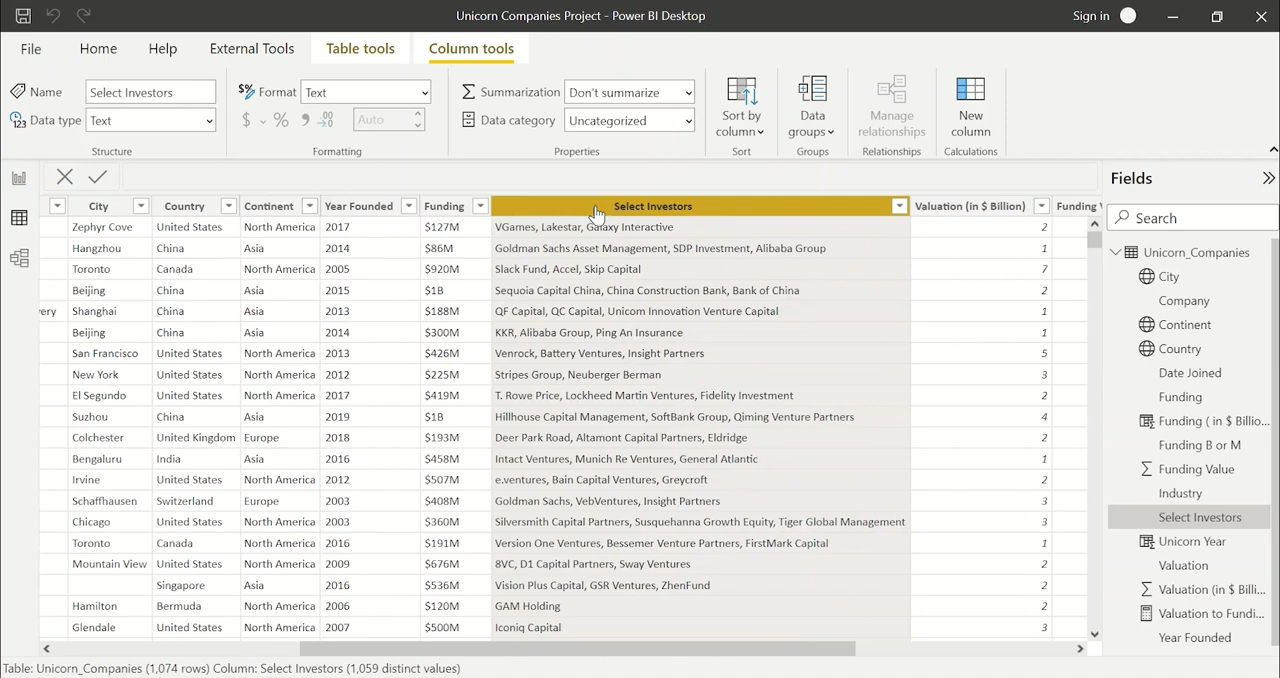 Unicorn Companies Project - Power BI Desktop
Sign in
File Home Help External Tools Table tools Column tools
Name Select Investors $% Format Text Summarization Don't summarize
Data type Text $ % Auto Data category Uncategorized
Sort by column Data groups Manage relationships New column
Structure Formatting Properties Sort Groups Relationships Calculations
Fields
Search
City Country Continent Year Founded Funding Select Investors Valuation (in $ Billion) Funding
Zephyr Cove United States North America 2017 $127M VGames, Lakestar, Galaxy Interactive 2
Hangzhou China Asia 2014 $86M Goldman Sachs Asset Management, SDP Investment, Alibaba Group 1
Toronto Canada North America 2005 $920M Slack Fund, Accel, Skip Capital 7
Beijing China Asia 2015 $1B Sequoia Capital China, China Construction Bank, Bank of China 2
very Shanghai China Asia 2013 $188M QF Capital, QC Capital, Unicom Innovation Venture Capital 1
Beijing China Asia 2014 $300M KKR, Alibaba Group, Ping An Insurance 1
San Francisco United States North America 2013 $426M Venrock, Battery Ventures, Insight Partners 5
New York United States North America 2012 $225M Stripes Group, Neuberger Berman 3
El Segundo United States North America 2017 $419M T. Rowe Price, Lockheed Martin Ventures, Fidelity Investment 2
Suzhou China Asia 2019 $1B Hillhouse Capital Management, SoftBank Group, Qiming Venture Partners 4
Colchester United Kingdom Europe 2018 $193M Deer Park Road, Altamont Capital Partners, Eldridge 2
Bengaluru India Asia 2016 $458M Intact Ventures, Munich Re Ventures, General Atlantic 1
Irvine United States North America 2012 $507M e.ventures, Bain Capital Ventures, Greycroft 2
Schaffhausen Switzerland Europe 2003 $408M Goldman Sachs, VebVentures, Insight Partners 3
Chicago United States North America 2003 $360M Silversmith Capital Partners, Susquehanna Growth Equity, Tiger Global Management 3
Toronto Canada North America 2016 $191M Version One Ventures, Bessemer Venture Partners, FirstMark Capital 1
Mountain View United States North America 2009 $676M 8VC, D1 Capital Partners, Sway Ventures 2
Singapore Asia 2016 $536M Vision Plus Capital, GSR Ventures, ZhenFund 2
Hamilton Bermuda North America 2006 $120M GAM Holding 2
Glendale United States North America 2007 $500M Iconiq Capital 3
Unicorn_Companies
City
Company
Continent
Country
Date Joined
Funding
Funding ( in $ Billio...
Funding B or M
Funding Value
Industry
Select Investors
Unicorn Year
Valuation
Valuation (in $ Billi...
Valuation to Fundi...
Year Founded
Table: Unicorn_Companies (1,074 rows) Column: Select Investors (1,059 distinct values)